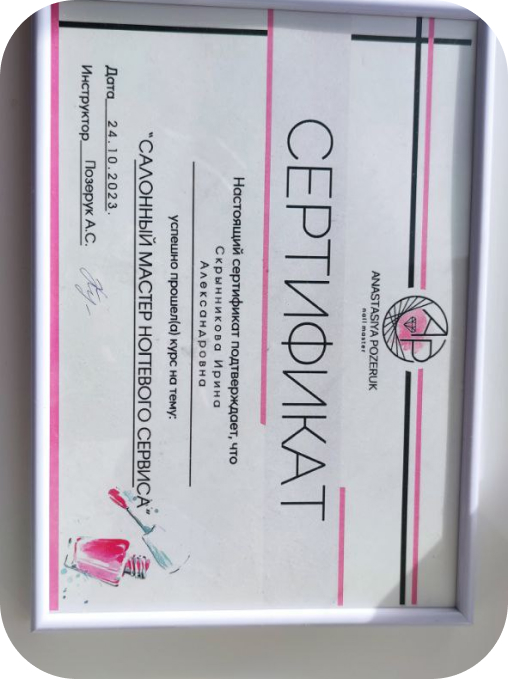 ANASTASIYA POZERUK
nail master
СЕРТИФИКАТ
Настоящий сертификат подтверждает, что
Скрынникова Ирина
Александровна
успешно прошел(а) курс на тему:
"САЛОННЫЙ МАСТЕР НОГТЕВОГО СЕРВИСА"
Дата 24.10.2023.
Инструктор Позерук А.С.